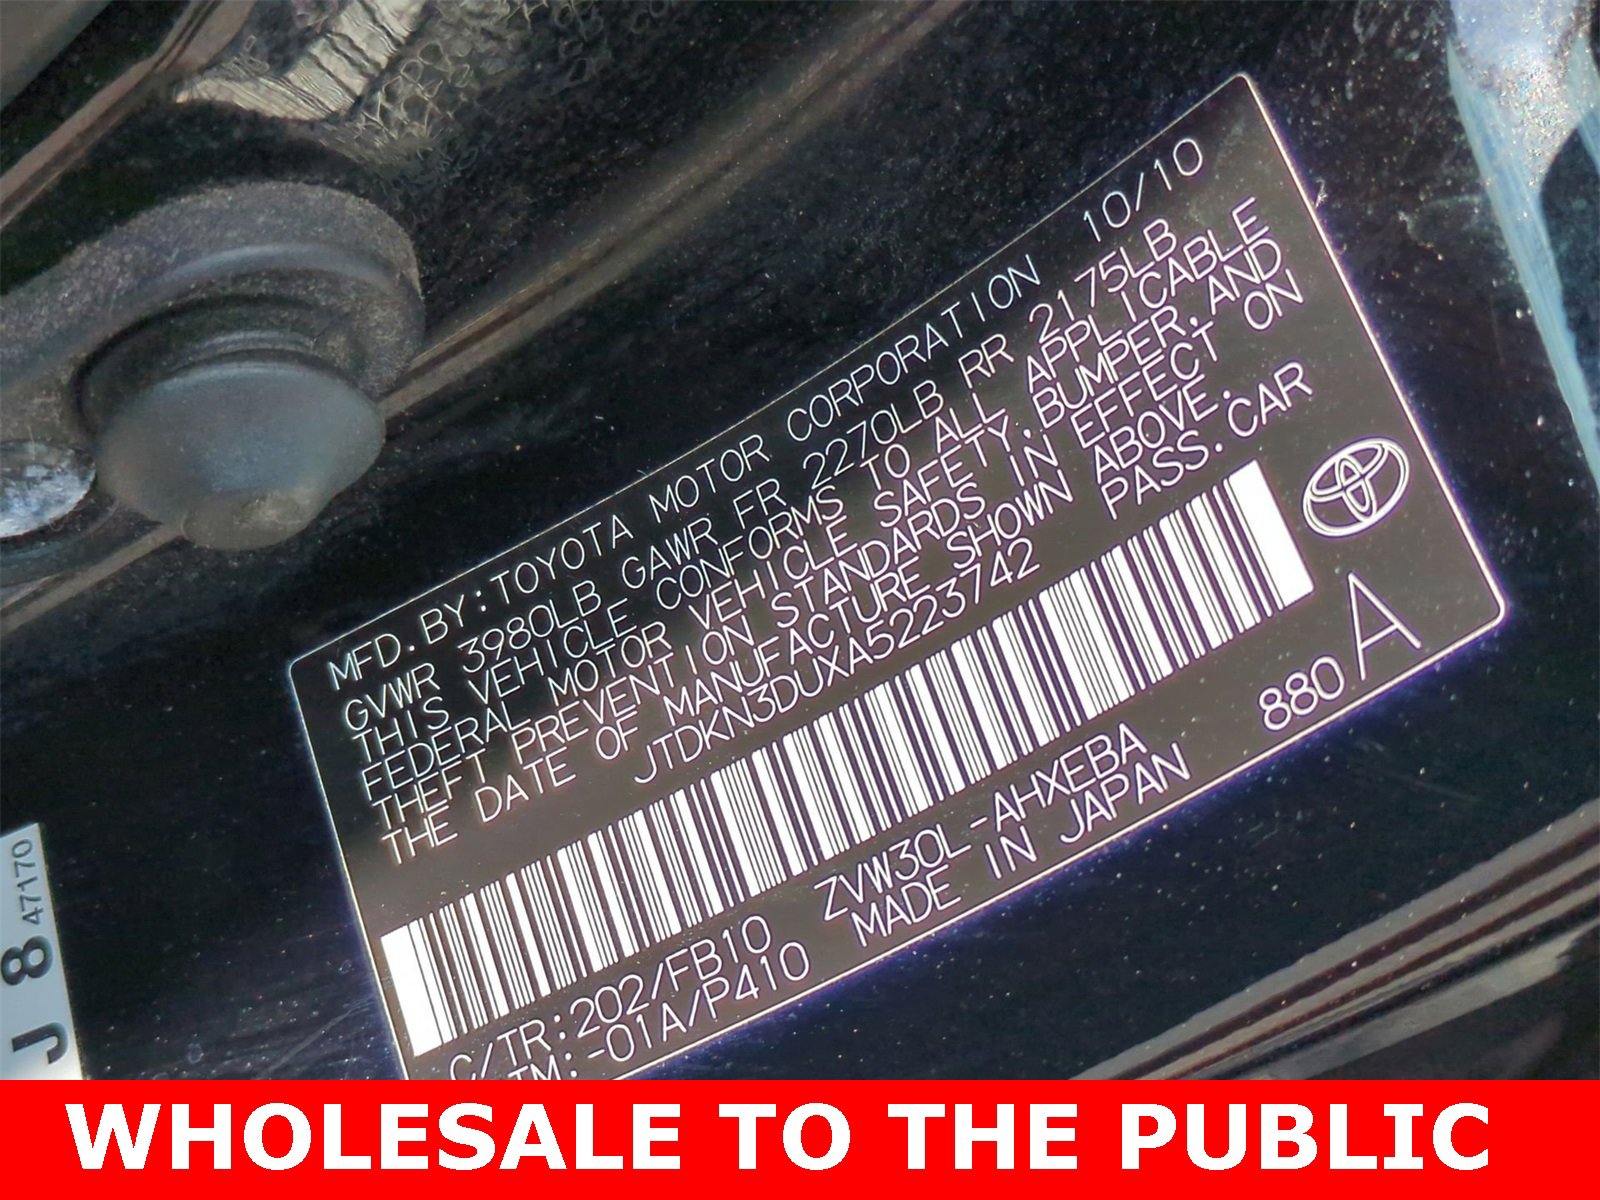 MFD.BY:TOYOTA MOTOR CORPORATION 10/10
GVWR 3980LB GAWR FR 2270LB RR 2175LB
THIS VEHICLE CONFORMS TO ALL APPLICABLE
FEDERAL MOTOR VEHICLE SAFETY,BUMPER,AND
THEFT PREVENTION STANDARDS IN EFFECT ON
THE DATE OF MANUFACTURE SHOWN ABOVE.
JTDKN3DUXA5223742 PASS.CAR
C/TR:202/FB10 ZVW30L-AHXEBA 880 A
TM:-01A/P410 MADE IN JAPAN
J 8 47170
WHOLESALE TO THE PUBLIC